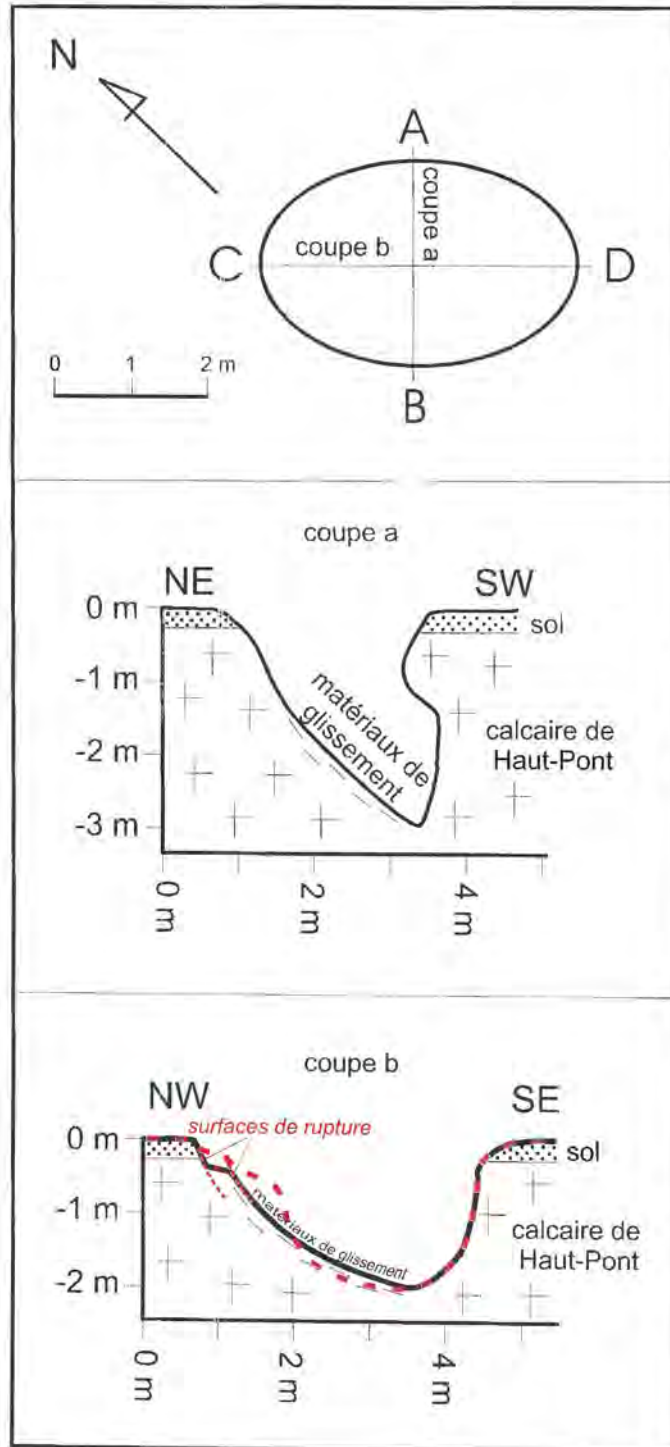 N
A
coupe a
coupe b
C
D
B
0 1 2 m
coupe a
NE
SW
0 m
sol
-1 m
matériaux de
glissement
calcaire de
Haut-Pont
-2 m
-3 m
0 m
2 m
4 m
coupe b
NW
SE
surfaces de rupture
0 m
sol
matériaux de glissement
-1 m
calcaire de
Haut-Pont
-2 m
0 m
2 m
4 m